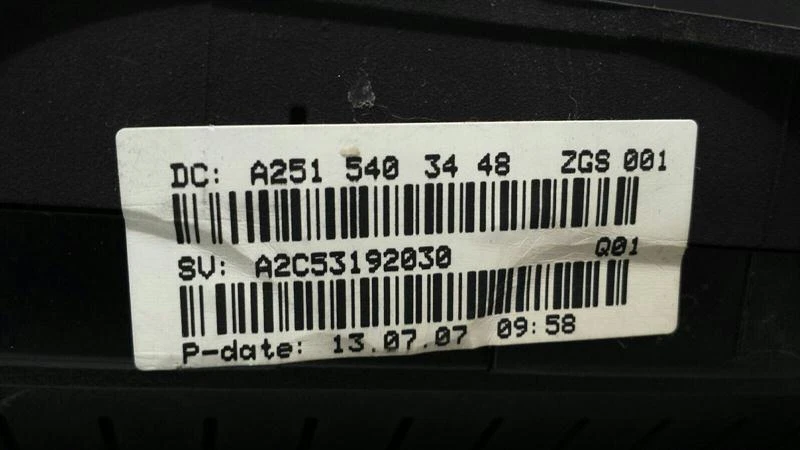 DC: A251 540 34 48 ZGS 001
SV: A2C53192030 Q01
P-date: 13.07.07 09:58